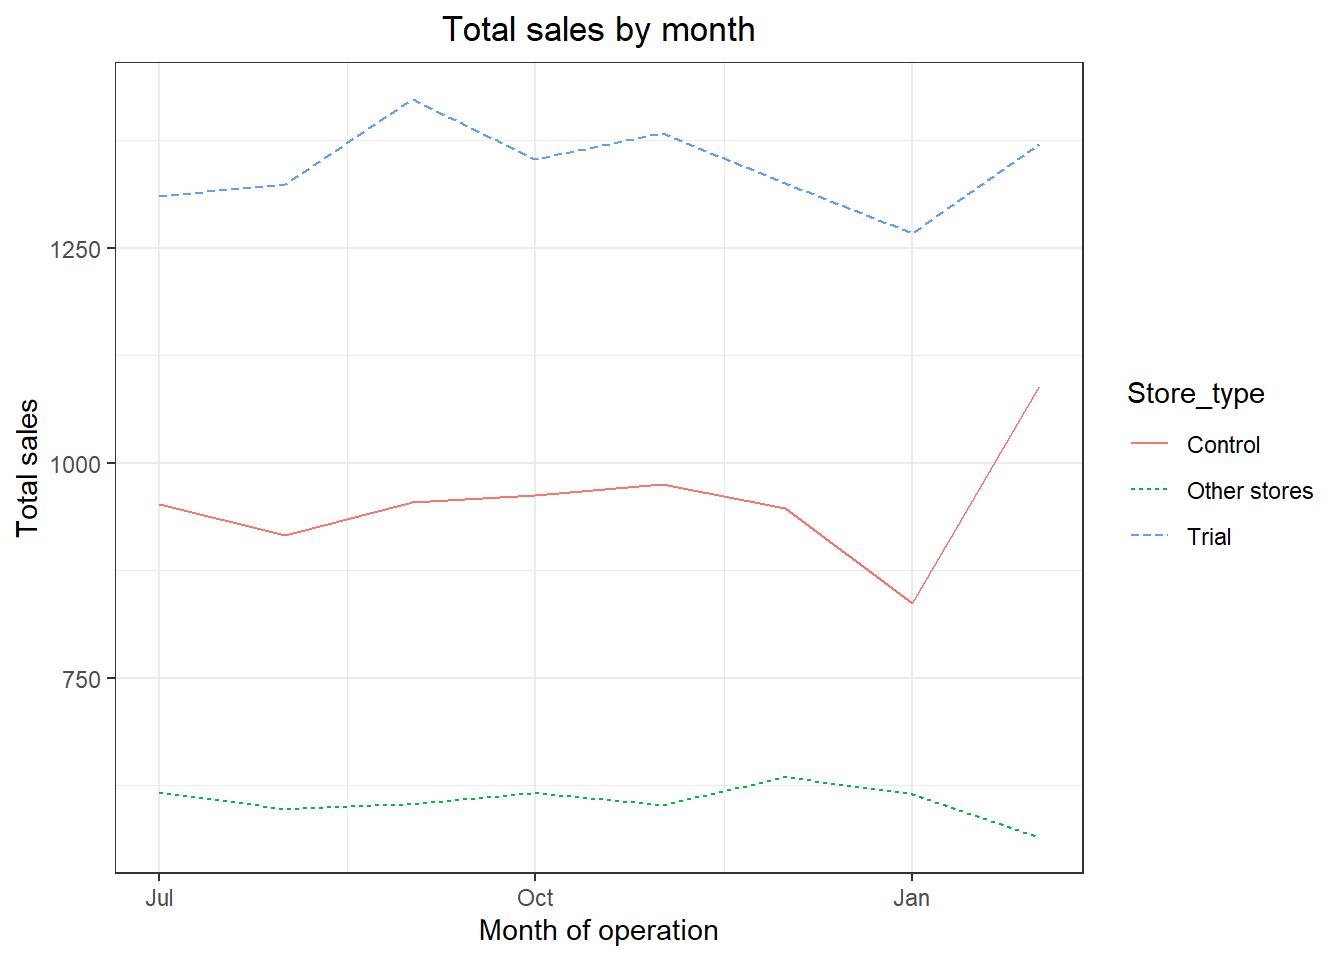 Total sales by month
Total sales
1250
1000
750
Jul
Oct
Jan
Month of operation
Store_type
Control
Other stores
Trial